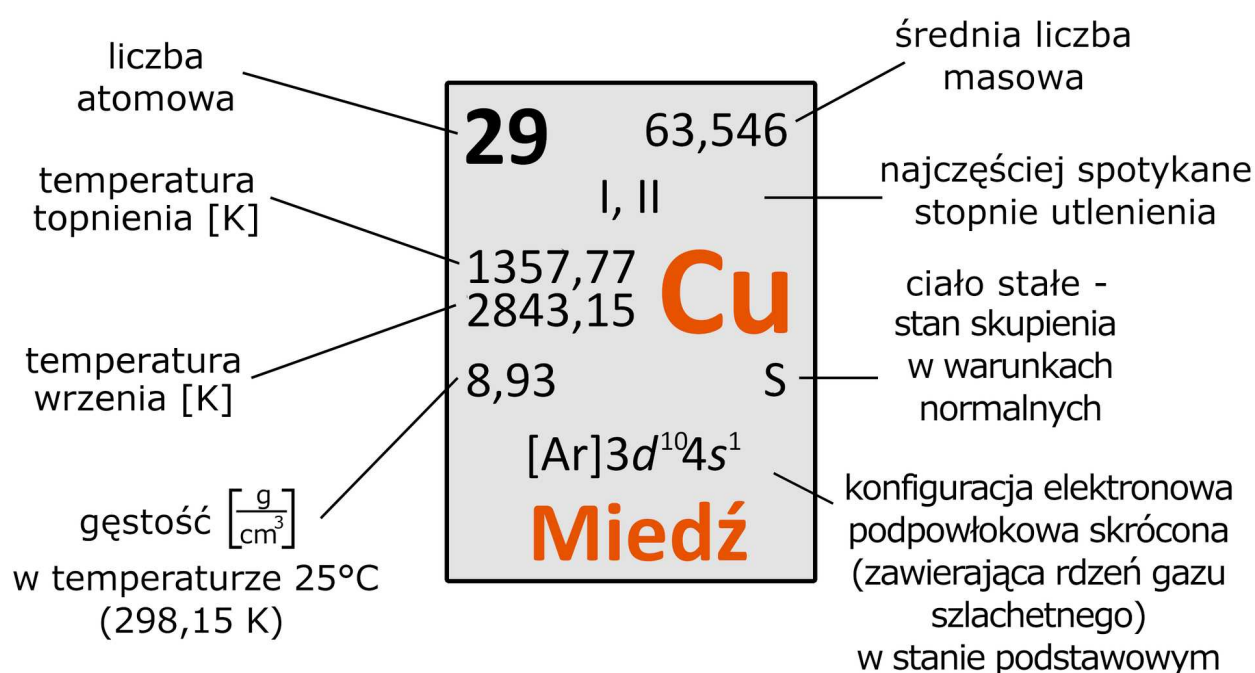 liczba
atomowa
temperatura
topnienia [K]
temperatura
wrzenia [K]
gęstość [g/cm³]
w temperaturze 25°C
(298,15 K)
29 63,546
I, II
1357,77
2843,15
Cu
8,93 S
[Ar]3d¹⁰4s¹
Miedź
średnia liczba
masowa
najczęściej spotykane
stopnie utlenienia
ciało stałe -
stan skupienia
w warunkach
normalnych
konfiguracja elektronowa
podpowłokowa skrócona
(zawierająca rdzeń gazu
szlachetnego)
w stanie podstawowym